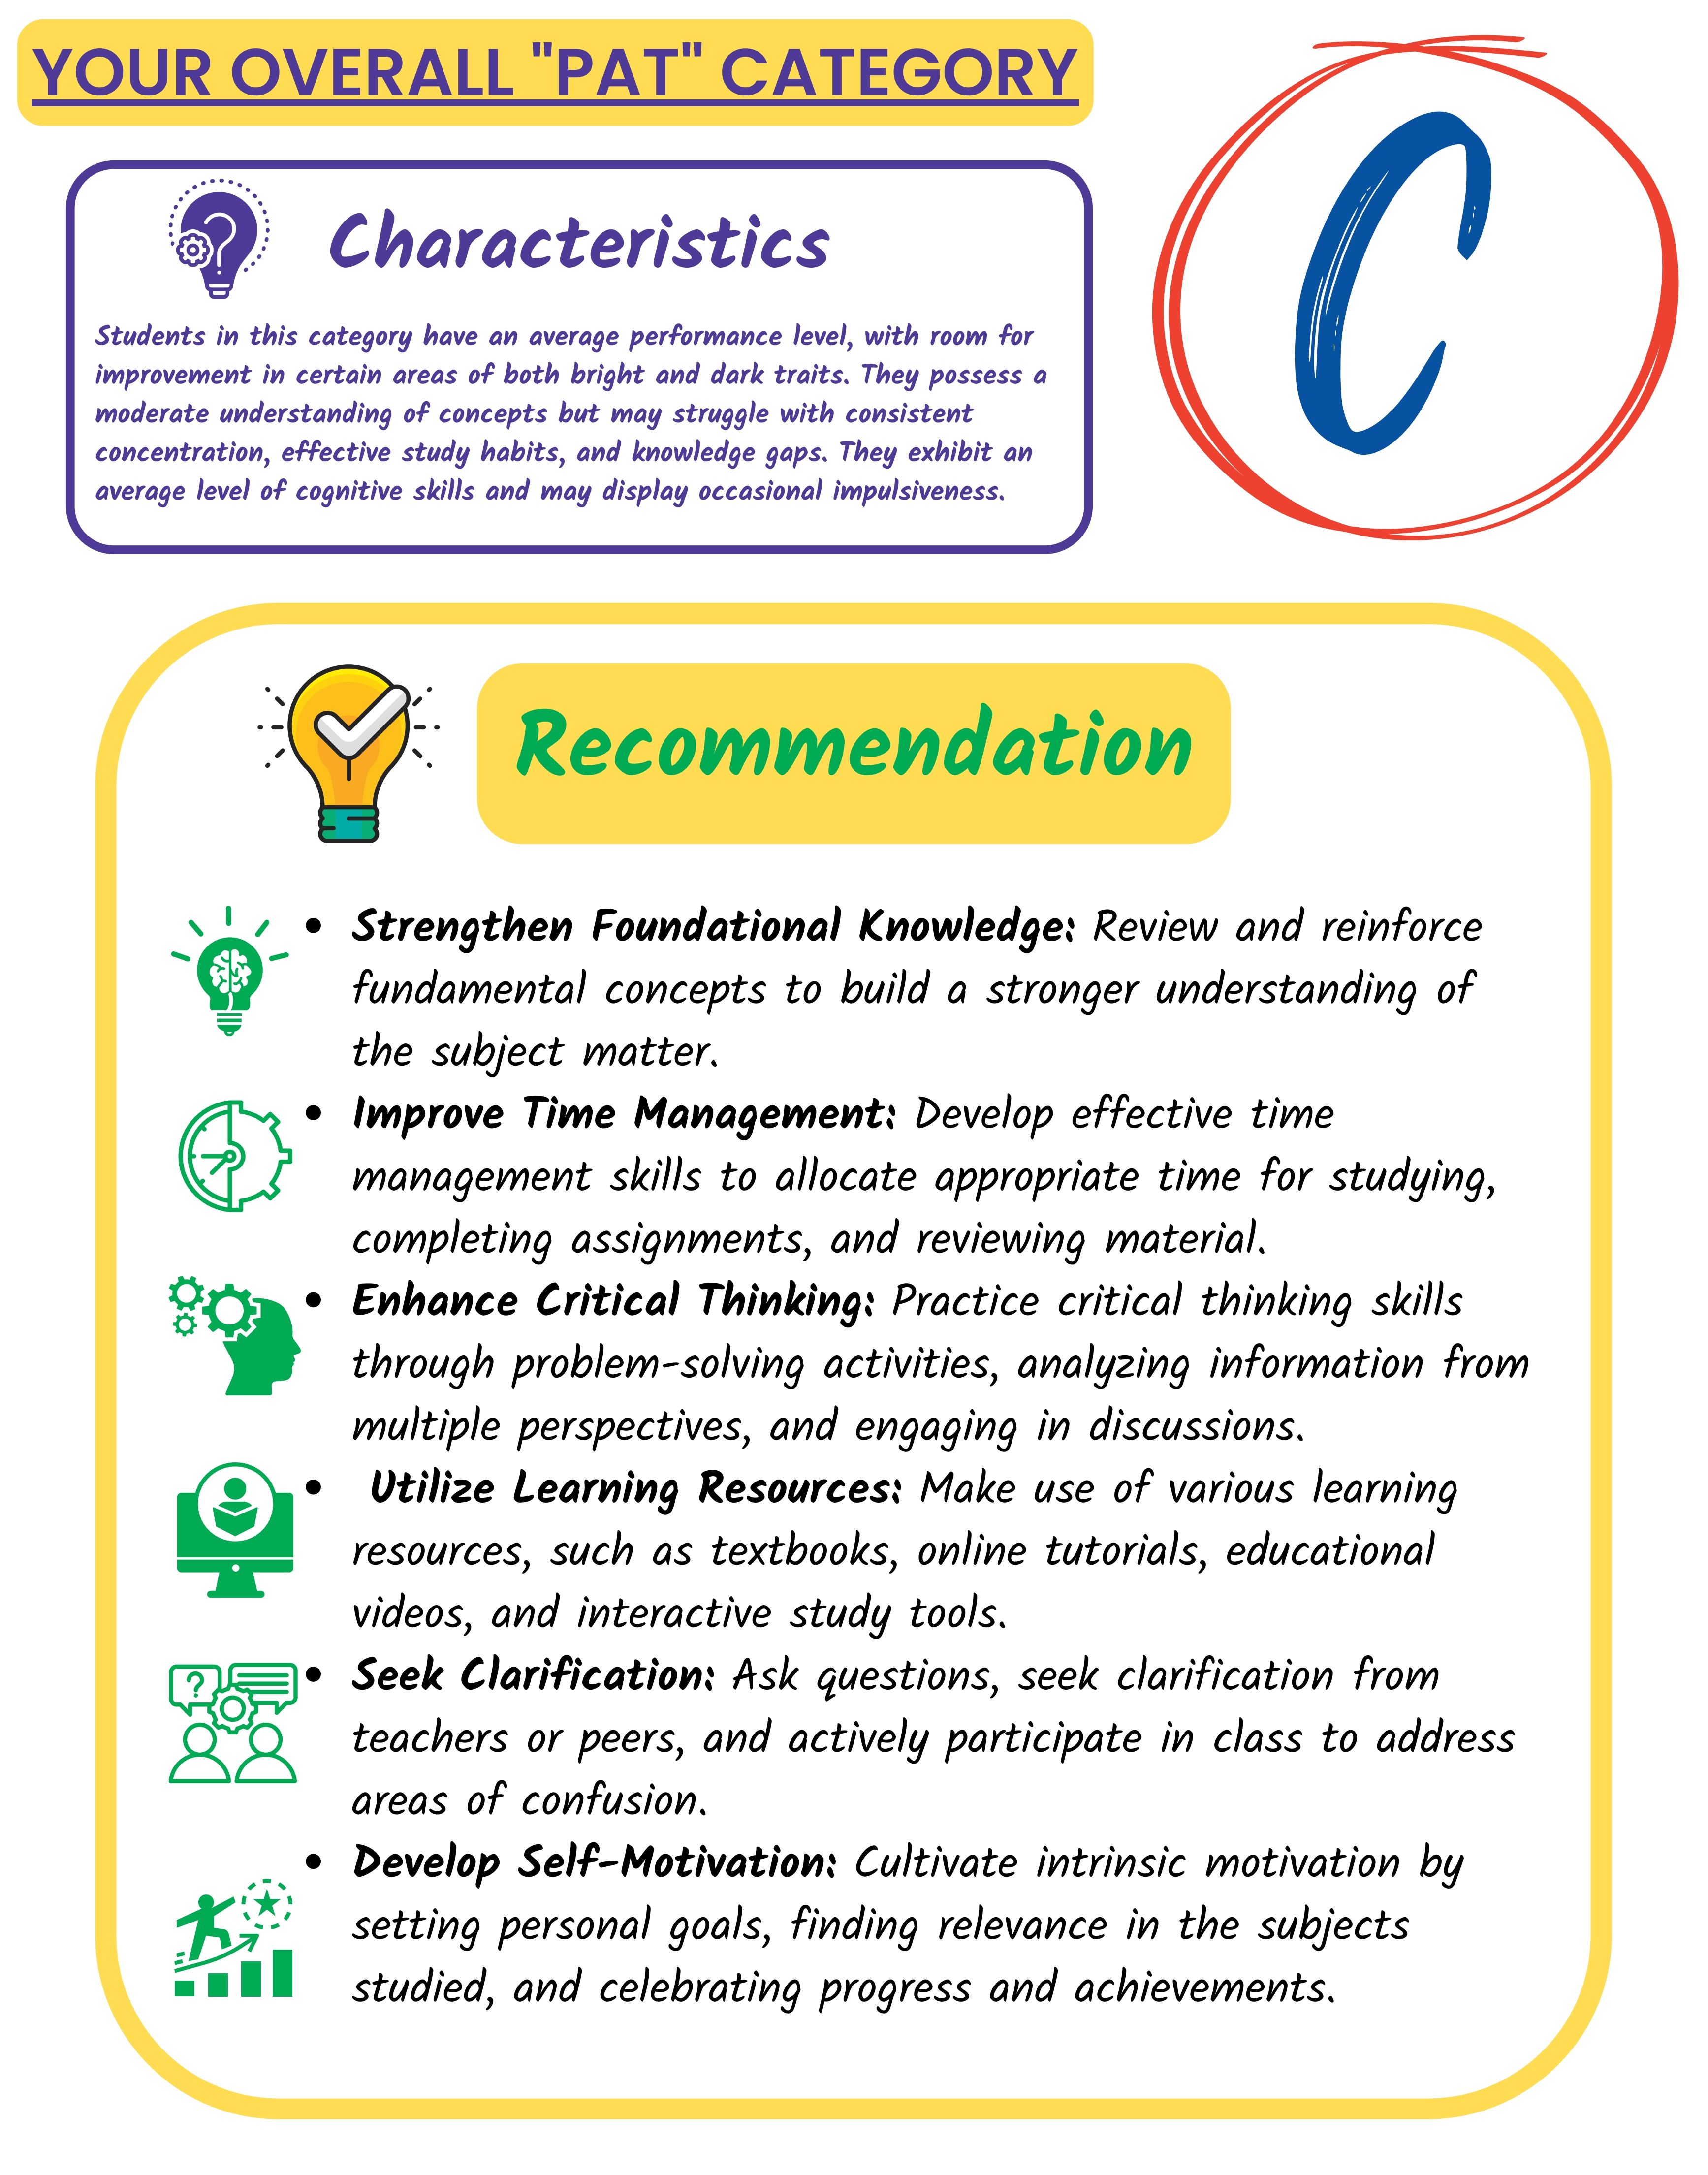 YOUR OVERALL "PAT" CATEGORY
C
Characteristics
Students in this category have an average performance level, with room for
improvement in certain areas of both bright and dark traits. They possess a
moderate understanding of concepts but may struggle with consistent
concentration, effective study habits, and knowledge gaps. They exhibit an
average level of cognitive skills and may display occasional impulsiveness.
Recommendation
• Strengthen Foundational Knowledge: Review and reinforce
fundamental concepts to build a stronger understanding of
the subject matter.
• Improve Time Management: Develop effective time
management skills to allocate appropriate time for studying,
completing assignments, and reviewing material.
• Enhance Critical Thinking: Practice critical thinking skills
through problem-solving activities, analyzing information from
multiple perspectives, and engaging in discussions.
• Utilize Learning Resources: Make use of various learning
resources, such as textbooks, online tutorials, educational
videos, and interactive study tools.
• Seek Clarification: Ask questions, seek clarification from
teachers or peers, and actively participate in class to address
areas of confusion.
• Develop Self-Motivation: Cultivate intrinsic motivation by
setting personal goals, finding relevance in the subjects
studied, and celebrating progress and achievements.